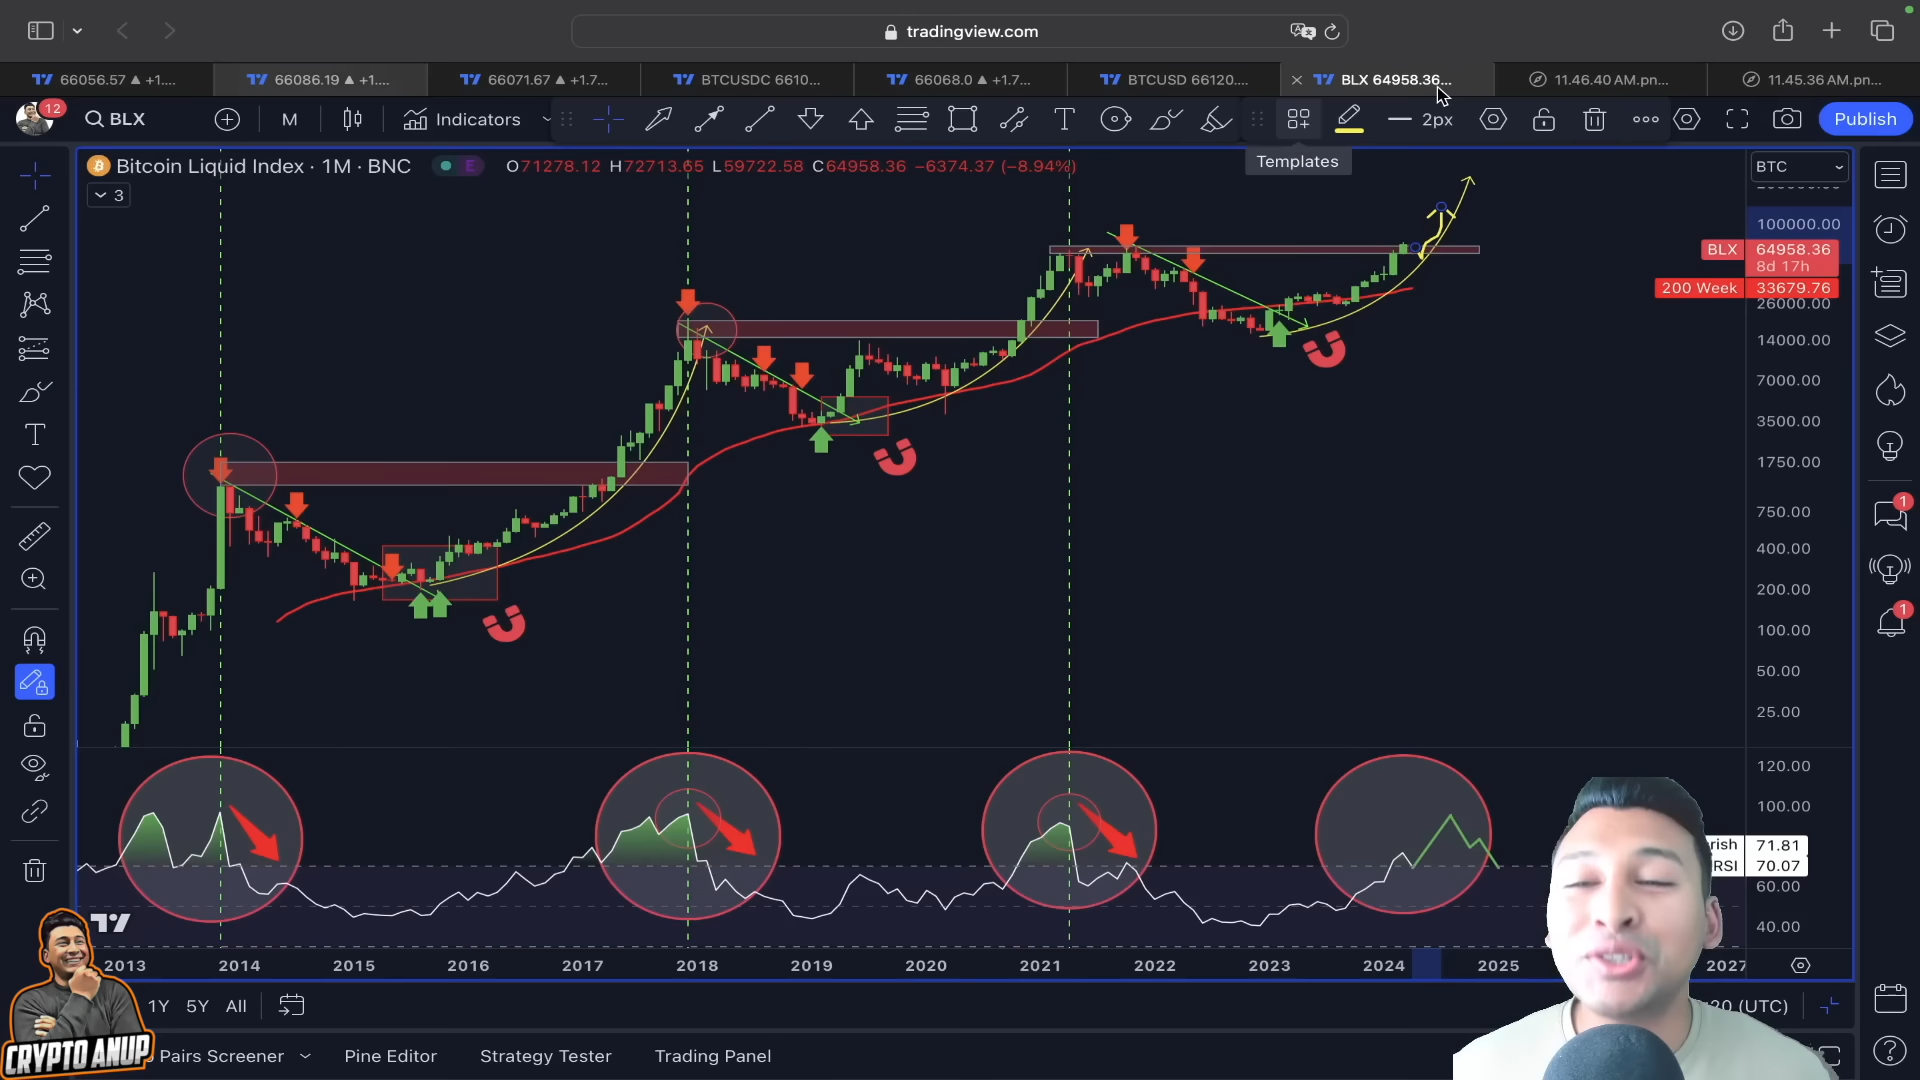 tradingview.com
66056.57 ▲ +1....
66086.19 ▲ +1....
66071.67 ▲ +1.7...
BTCUSDC 6610...
66068.0 ▲ +1.7...
BTCUSD 66120....
BLX 64958.36...
11.46.40 AM.pn...
11.45.36 AM.pn...
12
BLX
M
Indicators
T
2px
Publish
Templates
Bitcoin Liquid Index · 1M · BNC
E
O71278.12 H72713.65 L59722.58 C64958.36 −6374.37 (−8.94%)
3
BTC
100000.00
BLX 64958.36
8d 17h
200 Week 33679.76
26000.00
14000.00
7000.00
3500.00
1750.00
750.00
400.00
200.00
100.00
50.00
25.00
120.00
100.00
rish 71.81
RSI 70.07
60.00
40.00
1
1
2013 2014 2015 2016 2017 2018 2019 2020 2021 2022 2023 2024 2025 2027
1Y 5Y All
20 (UTC)
CRYPTO ANUP
Pairs Screener
Pine Editor
Strategy Tester
Trading Panel